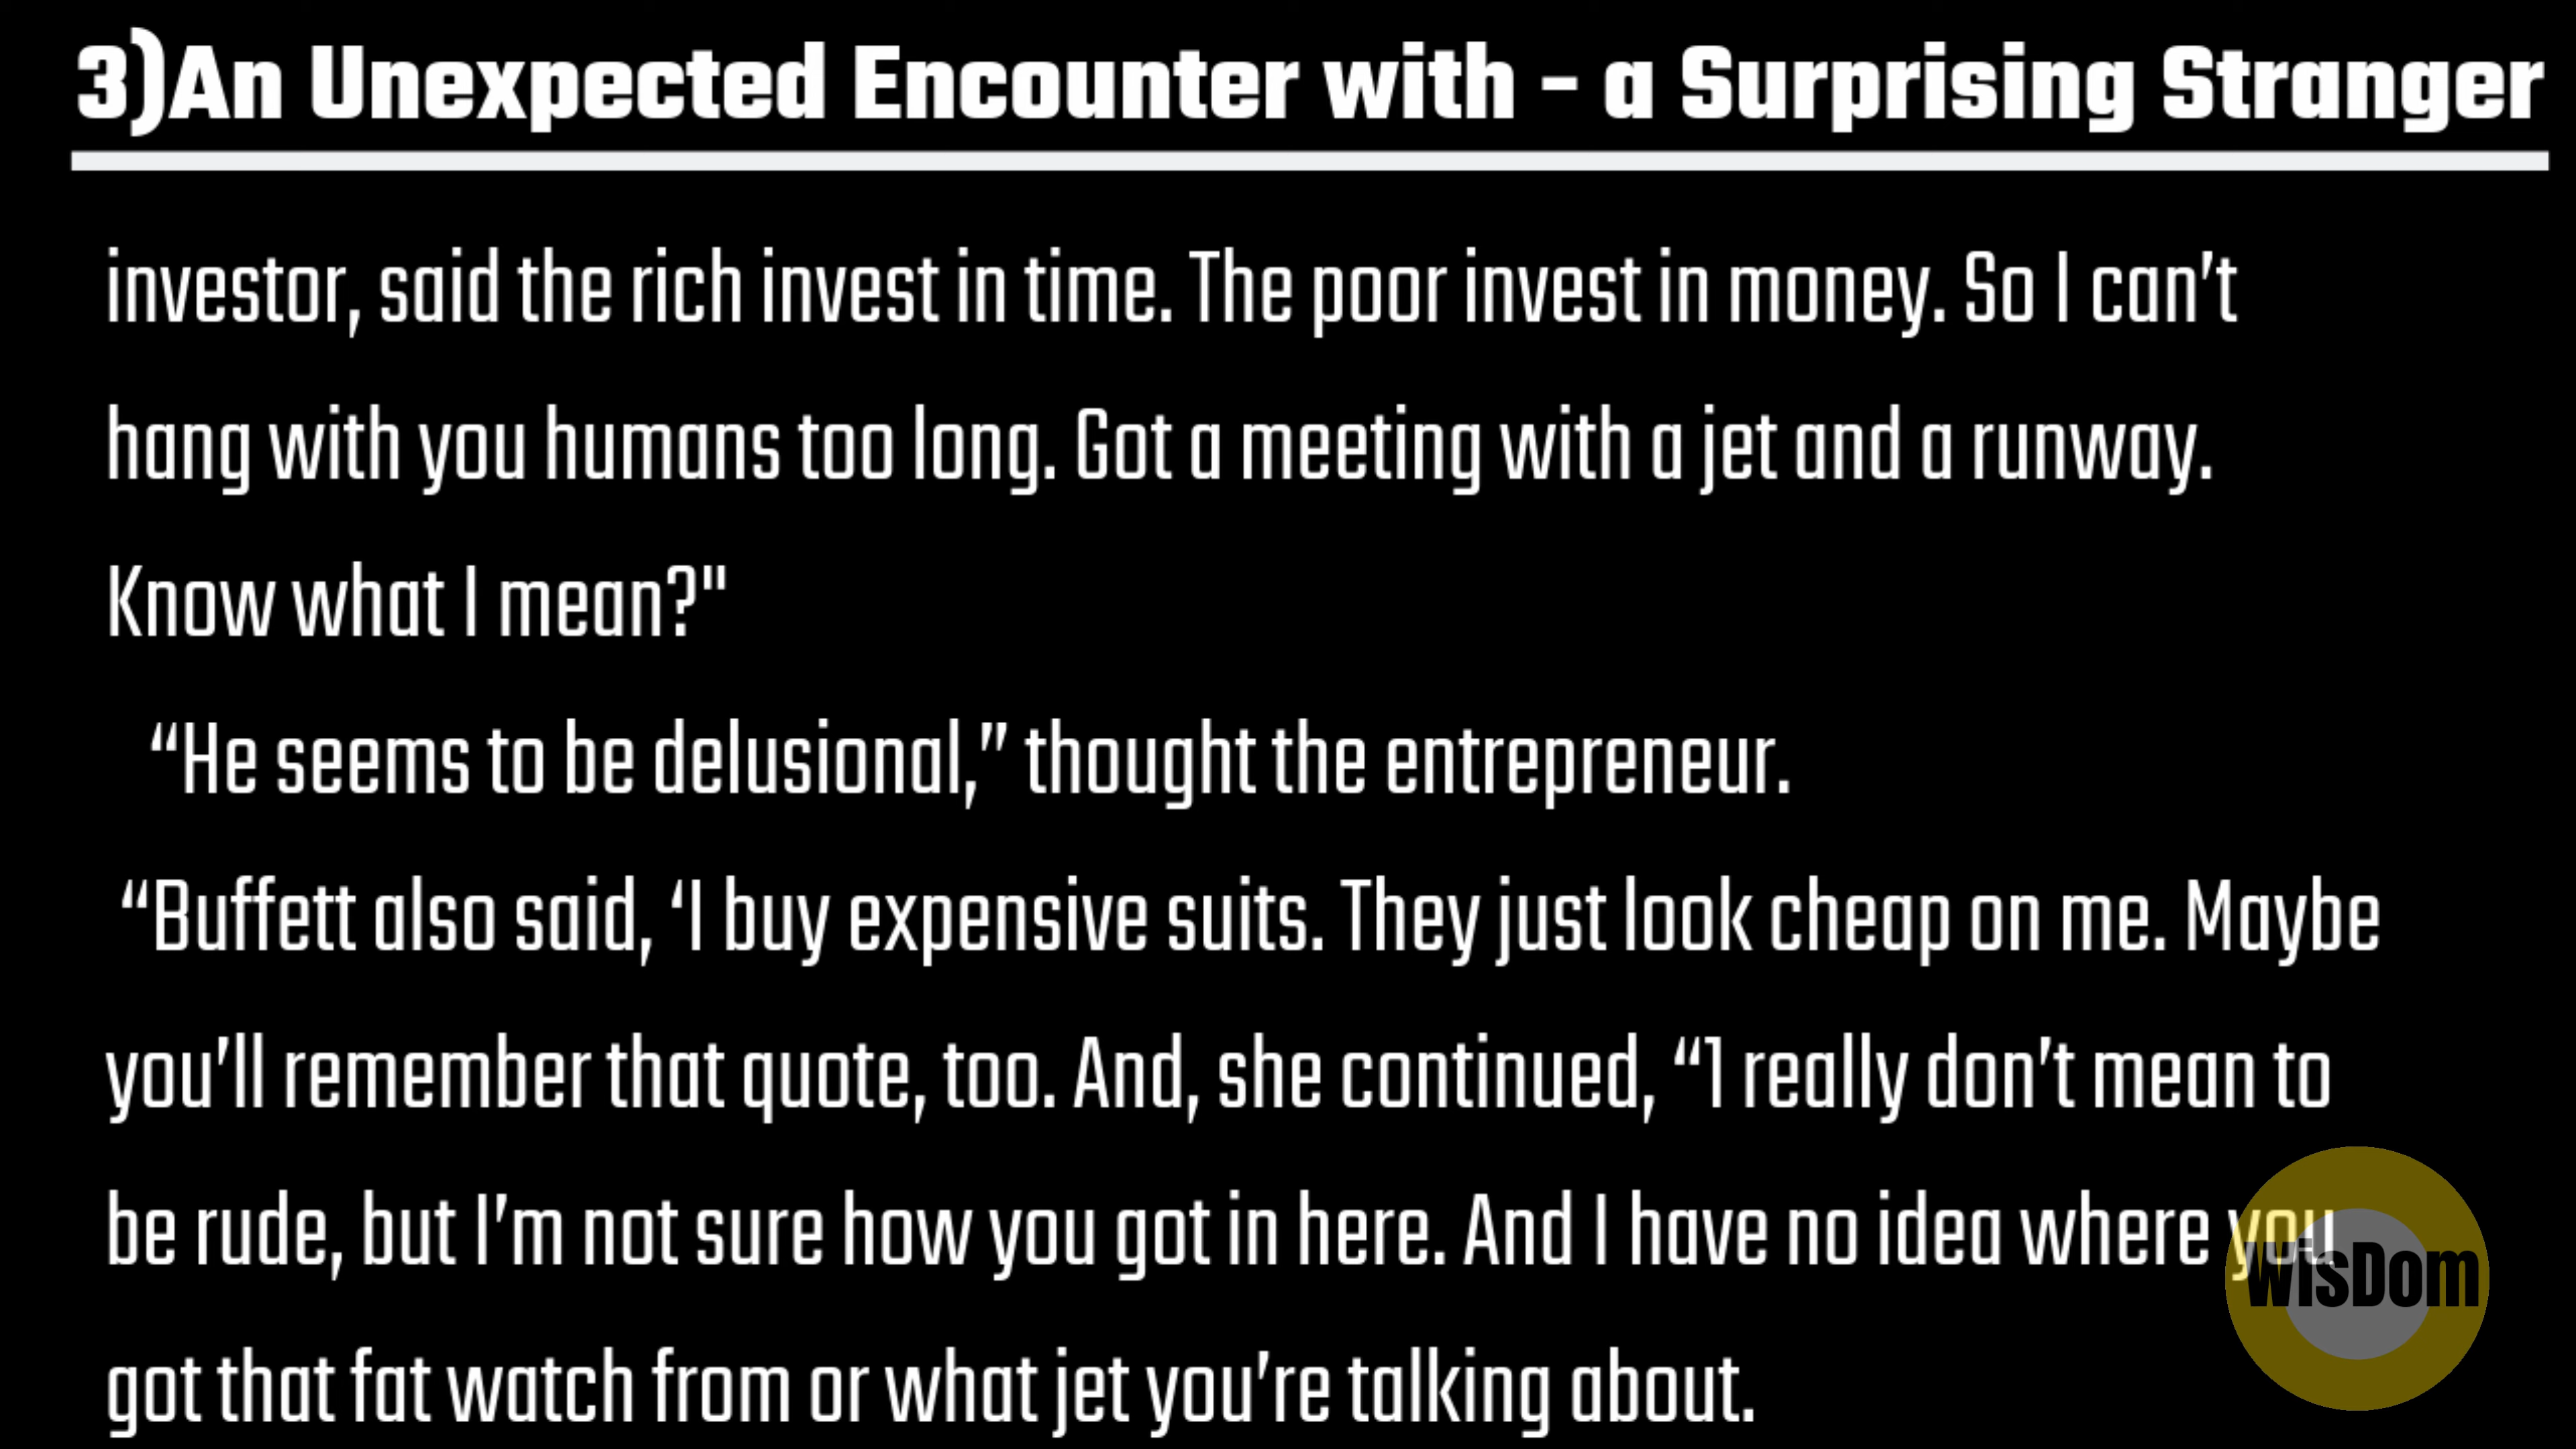 3)An Unexpected Encounter with - a Surprising Stranger
investor, said the rich invest in time. The poor invest in money. So I can’t
hang with you humans too long. Got a meeting with a jet and a runway.
Know what I mean?"
“He seems to be delusional,” thought the entrepreneur.
“Buffett also said, ‘I buy expensive suits. They just look cheap on me. Maybe
you’ll remember that quote, too. And, she continued, “1 really don’t mean to
be rude, but I’m not sure how you got in here. And I have no idea where you
got that fat watch from or what jet you’re talking about.
WisDom